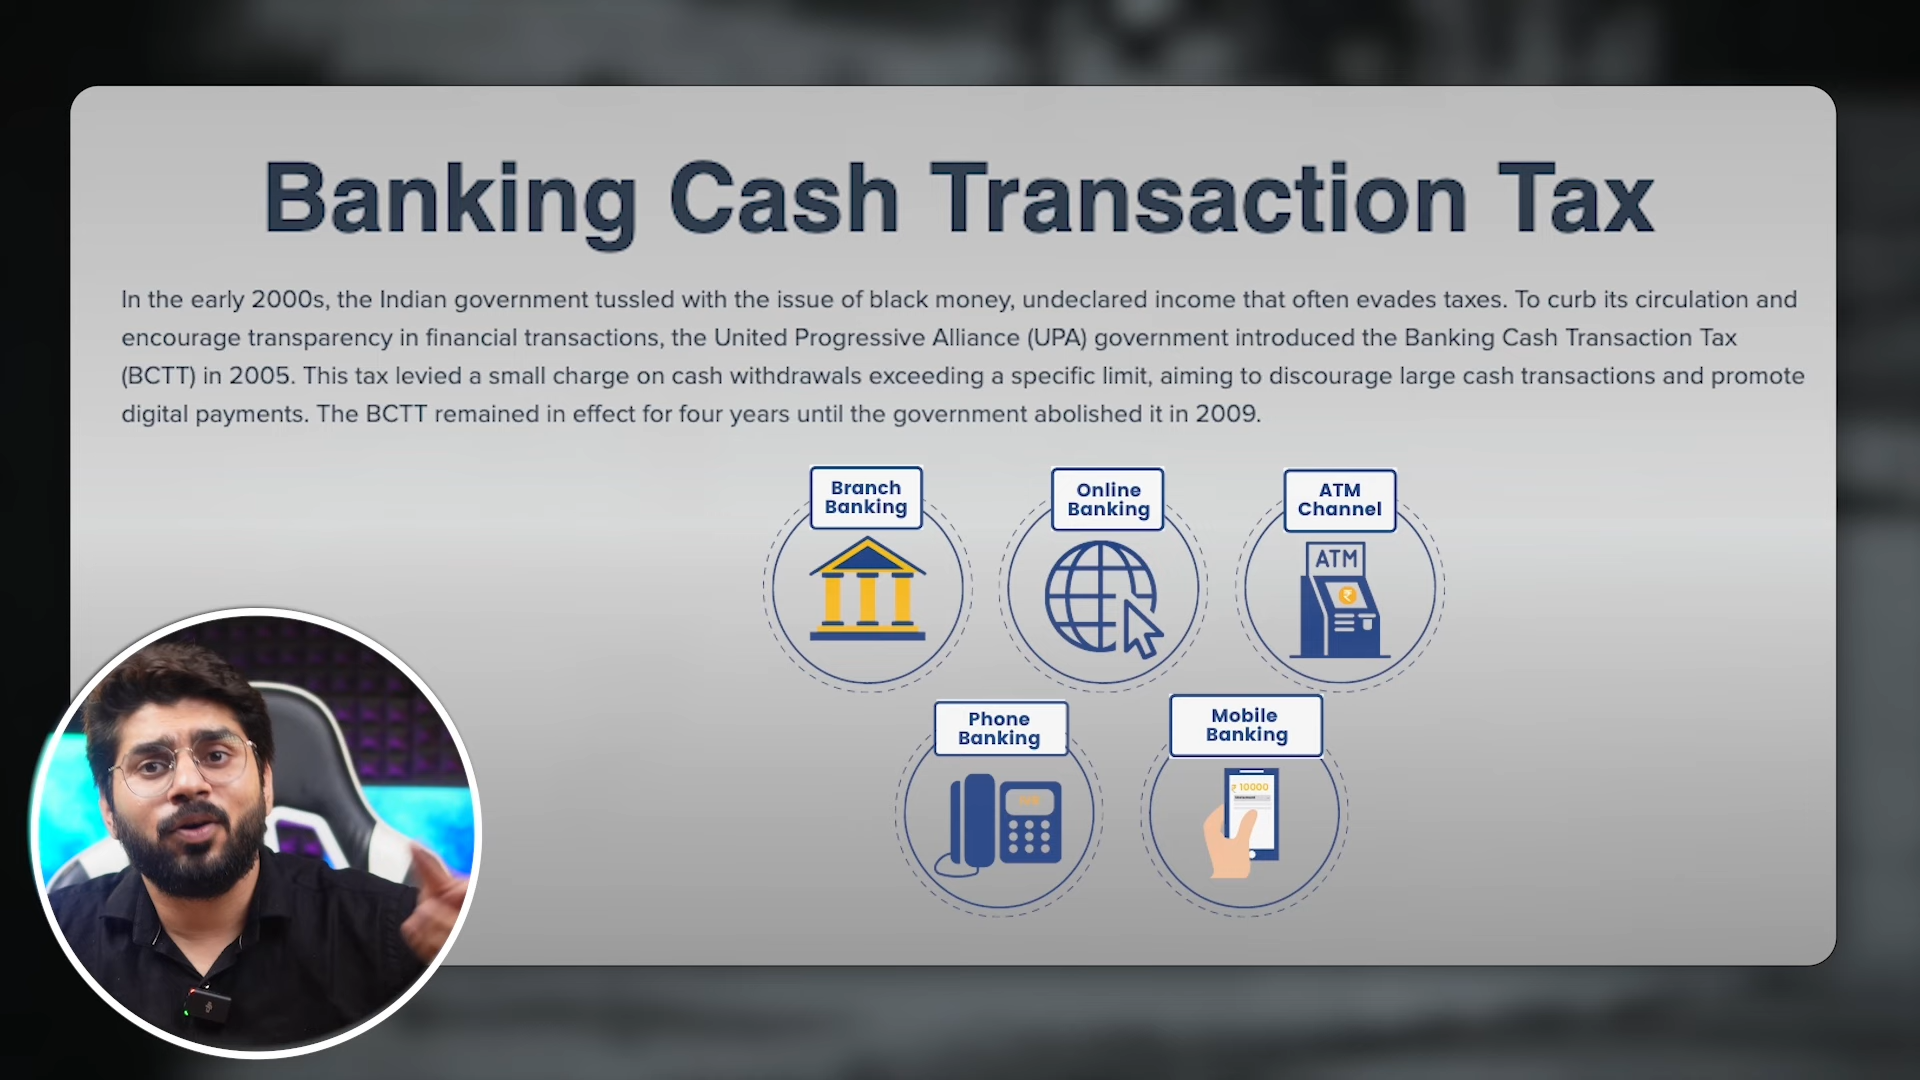 Banking Cash Transaction Tax
In the early 2000s, the Indian government tussled with the issue of black money, undeclared income that often evades taxes. To curb its circulation and
encourage transparency in financial transactions, the United Progressive Alliance (UPA) government introduced the Banking Cash Transaction Tax
(BCTT) in 2005. This tax levied a small charge on cash withdrawals exceeding a specific limit, aiming to discourage large cash transactions and promote
digital payments. The BCTT remained in effect for four years until the government abolished it in 2009.
Branch
Banking
Online
Banking
ATM
Channel
ATM
₹
Phone
Banking
Mobile
Banking
₹ 10000